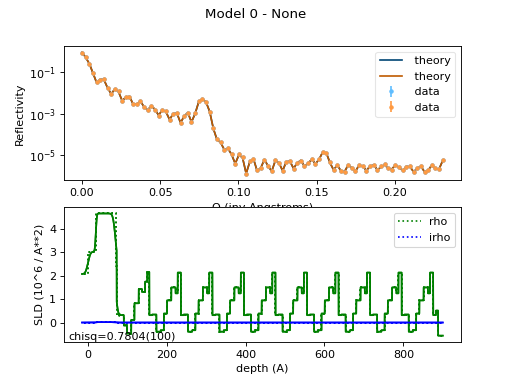 Model 0 - None
Reflectivity
10⁻¹
10⁻³
10⁻⁵
theory
theory
data
data
0.00 0.05 0.10 0.15 0.20
Q (inv Angstroms)
SLD (10^6 / A**2)
4
3
2
1
0
rho
irho
chisq=0.7804(100)
0 200 400 600 800
depth (A)